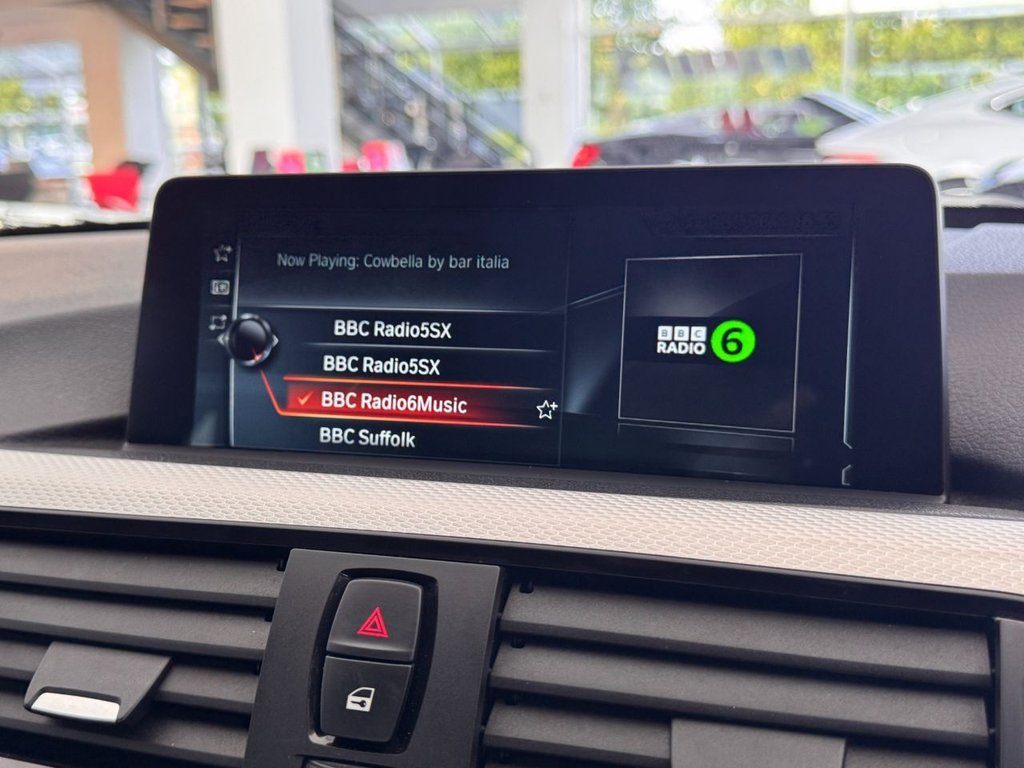 Now Playing: Cowbella by bar italia
BBC Radio5SX
BBC Radio5SX
BBC Radio6Music
BBC Suffolk
BBC
RADIO 6